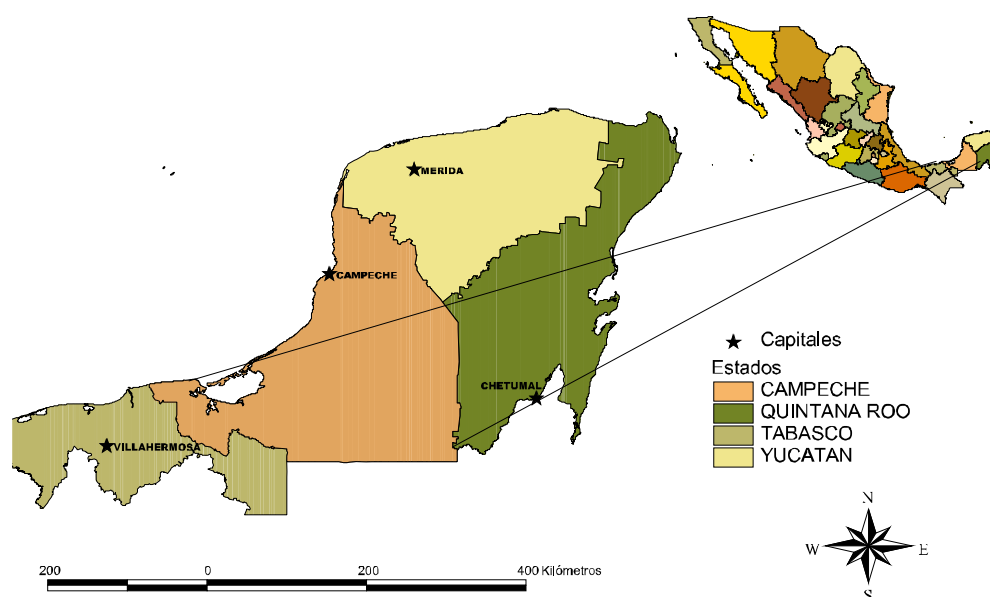 MERIDA
CAMPECHE
CHETUMAL
VILLAHERMOSA
Capitales
Estados
CAMPECHE
QUINTANA ROO
TABASCO
YUCATAN
N
W E
S
200 0 200 400 Kilómetros